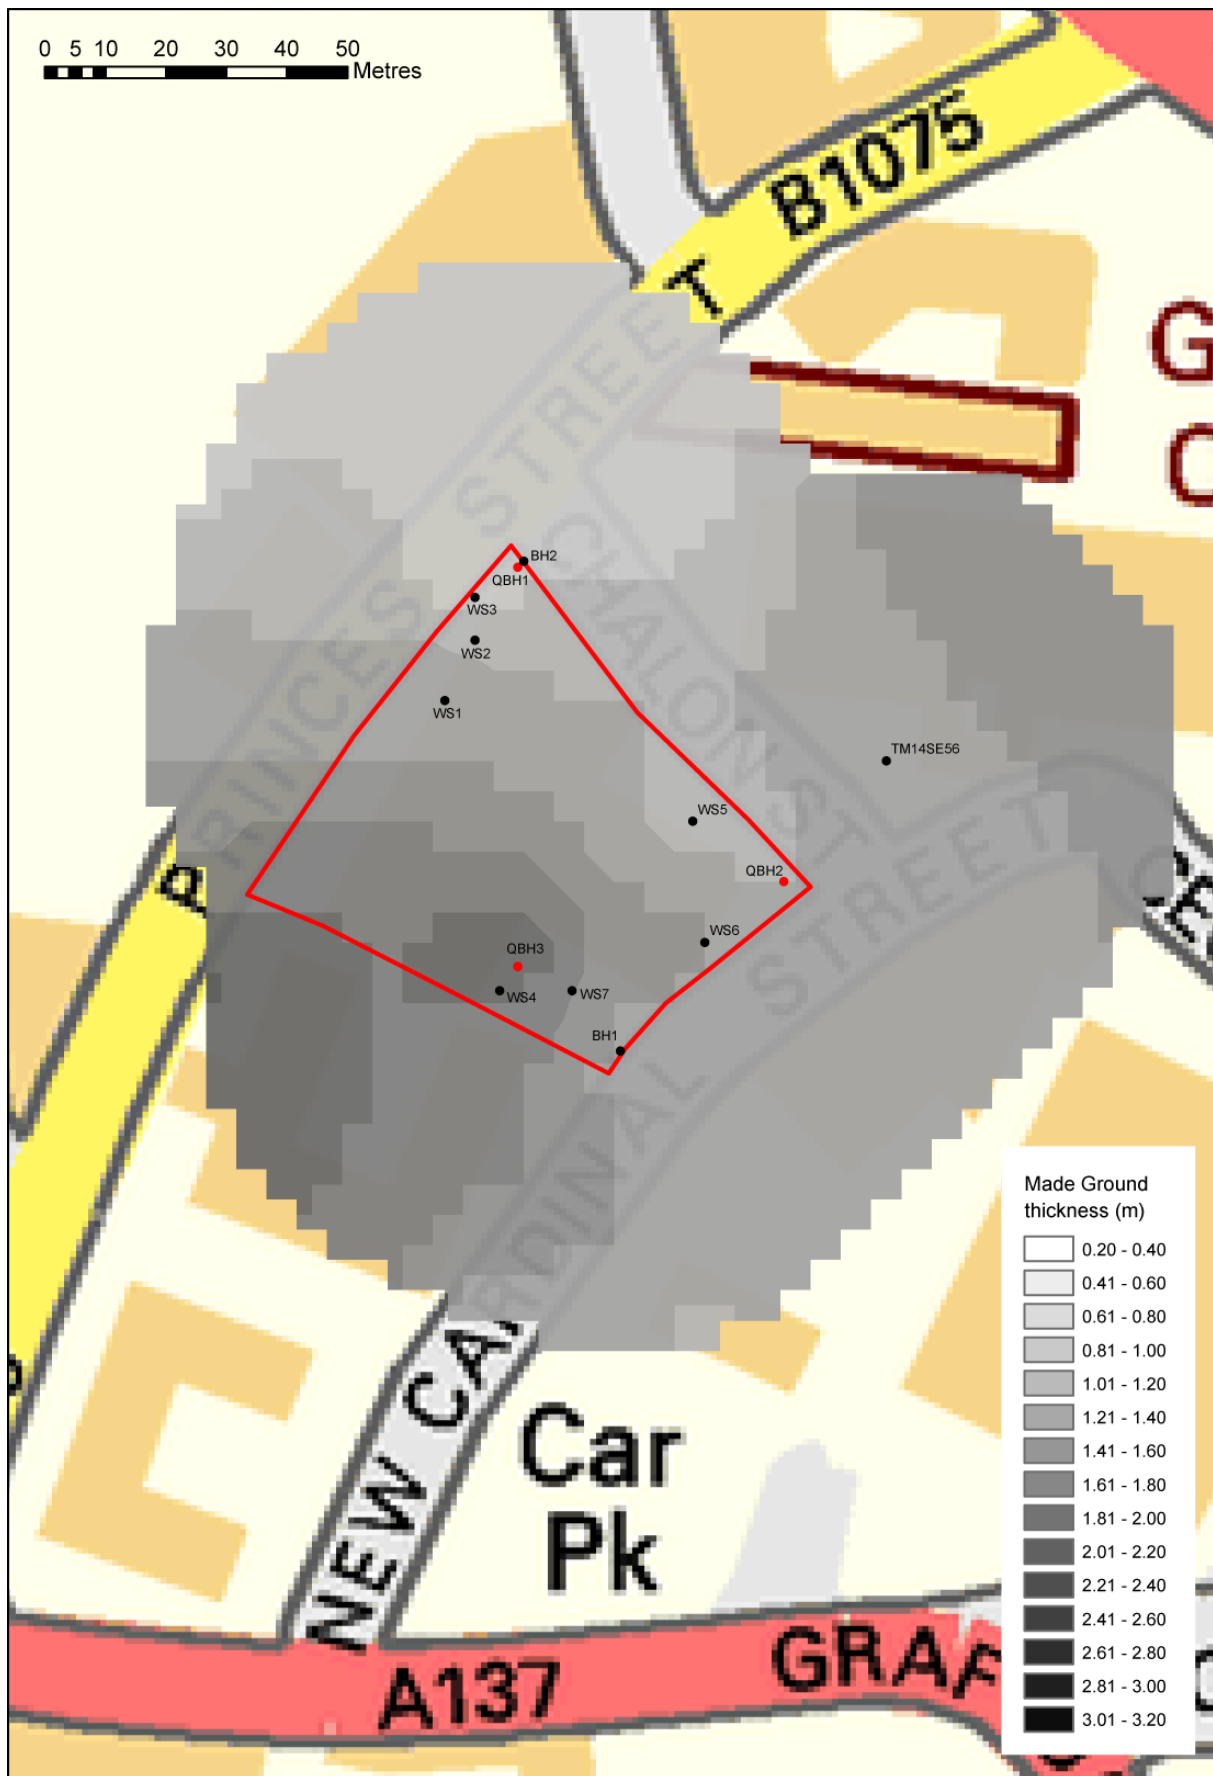 0 5 10 20 30 40 50
Metres
B1075
PRINCES STREET
G
C
CHALON ST
BH2
QBH1
WS3
WS2
WS1
TM14SE56
WS5
QBH2
WS6
QBH3
WS4
WS7
BH1
NEW CARDINAL STREET
Car
Pk
A137
GRAF
Made Ground
thickness (m)
0.20 - 0.40
0.41 - 0.60
0.61 - 0.80
0.81 - 1.00
1.01 - 1.20
1.21 - 1.40
1.41 - 1.60
1.61 - 1.80
1.81 - 2.00
2.01 - 2.20
2.21 - 2.40
2.41 - 2.60
2.61 - 2.80
2.81 - 3.00
3.01 - 3.20